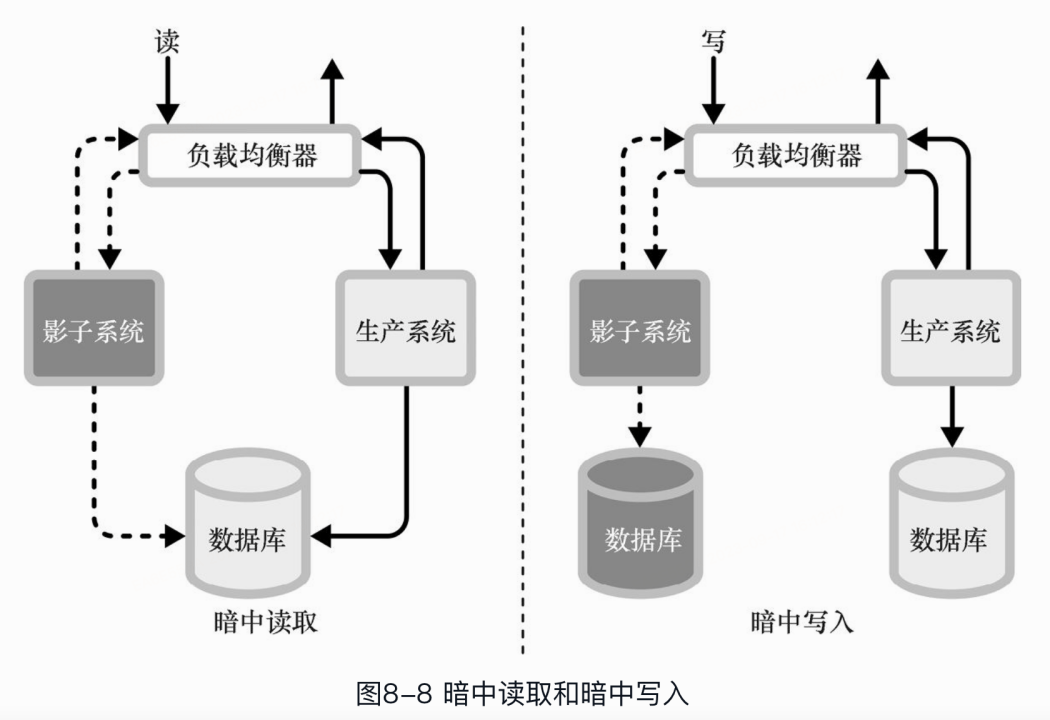 读
负载均衡器
影子系统
生产系统
数据库
暗中读取
写
负载均衡器
影子系统
生产系统
数据库
数据库
暗中写入
图8-8 暗中读取和暗中写入